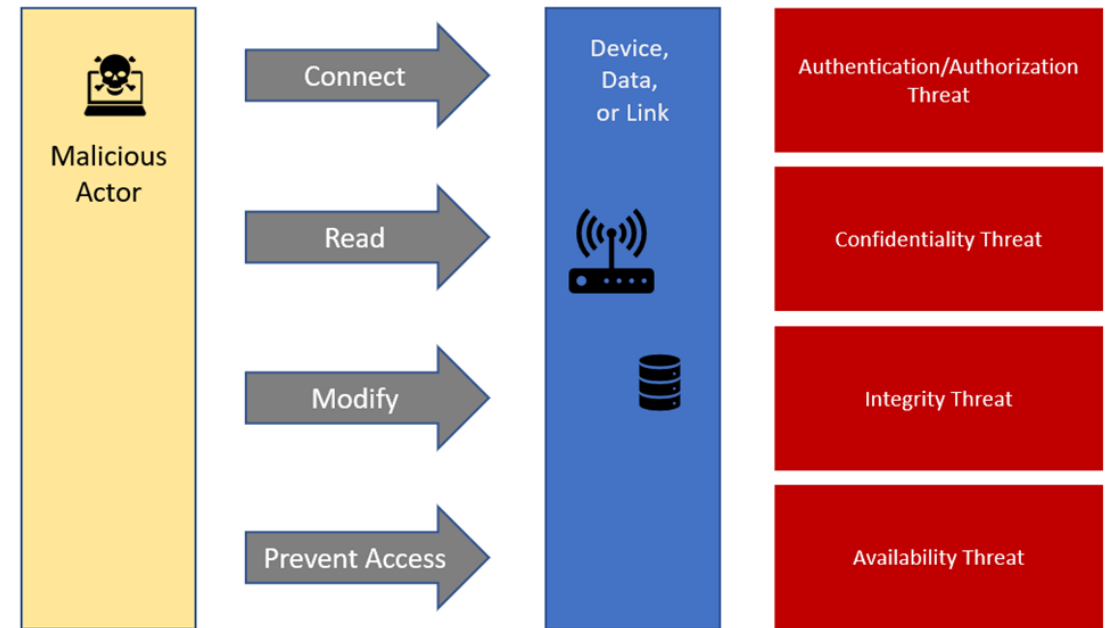 Malicious
Actor
Connect
Read
Modify
Prevent Access
Device,
Data,
or Link
Authentication/Authorization
Threat
Confidentiality Threat
Integrity Threat
Availability Threat